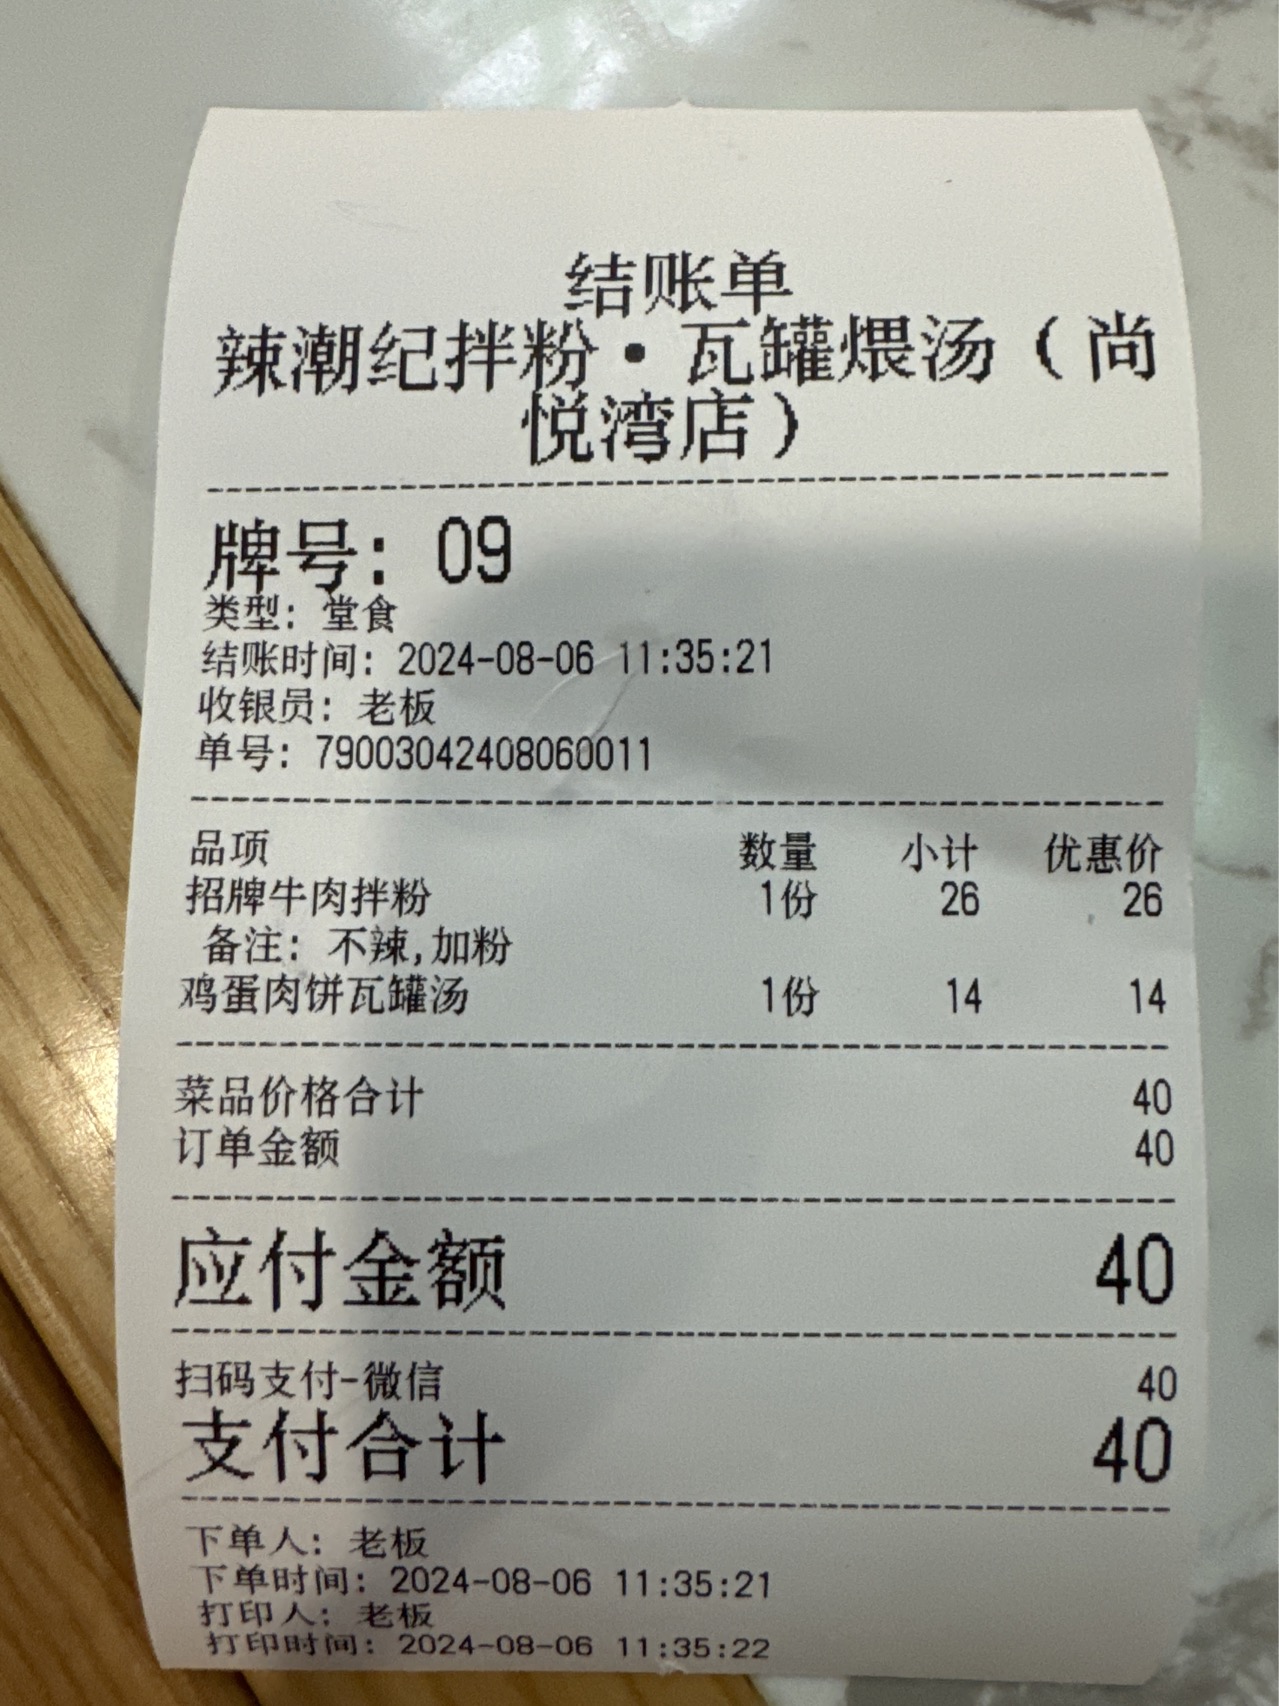 结账单
辣潮纪拌粉·瓦罐煨汤（尚
悦湾店）
牌号：09
类型：堂食
结账时间：2024-08-06 11:35:21
收银员：老板
单号：79003042408060011
品项 数量 小计 优惠价
招牌牛肉拌粉 1份 26 26
备注：不辣,加粉
鸡蛋肉饼瓦罐汤 1份 14 14
菜品价格合计 40
订单金额 40
应付金额 40
扫码支付-微信 40
支付合计 40
下单人：老板
下单时间：2024-08-06 11:35:21
打印人：老板
打印时间：2024-08-06 11:35:22